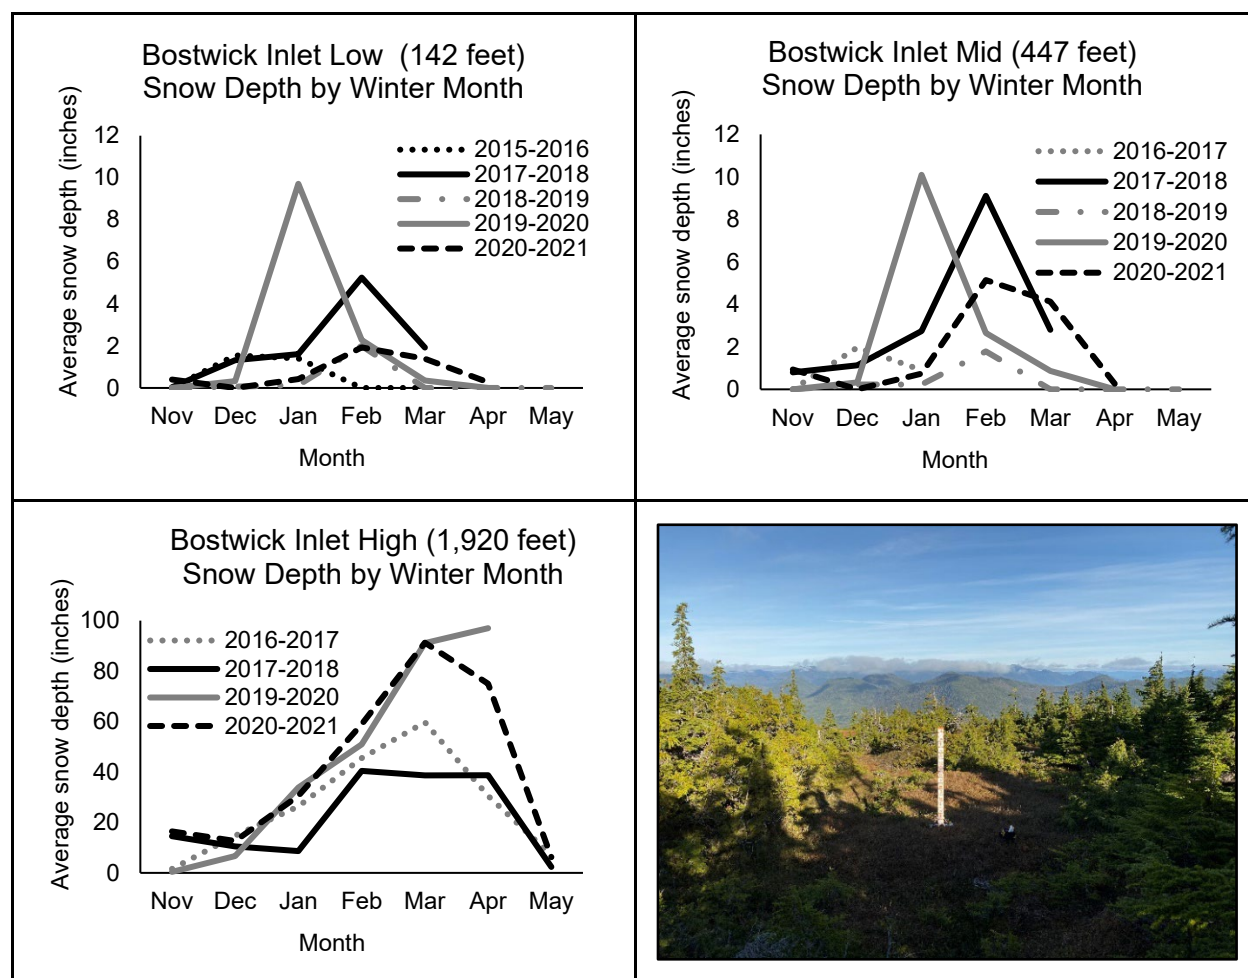 Bostwick Inlet Low (142 feet)
Snow Depth by Winter Month
Average snow depth (inches)
12
10
8
6
4
2
0
2015-2016
2017-2018
2018-2019
2019-2020
2020-2021
Nov Dec Jan Feb Mar Apr May
Month
Bostwick Inlet Mid (447 feet)
Snow Depth by Winter Month
Average snow depth (inches)
12
10
8
6
4
2
0
2016-2017
2017-2018
2018-2019
2019-2020
2020-2021
Nov Dec Jan Feb Mar Apr May
Month
Bostwick Inlet High (1,920 feet)
Snow Depth by Winter Month
Average snow depth (inches)
100
80
60
40
20
0
2016-2017
2017-2018
2019-2020
2020-2021
Nov Dec Jan Feb Mar Apr May
Month